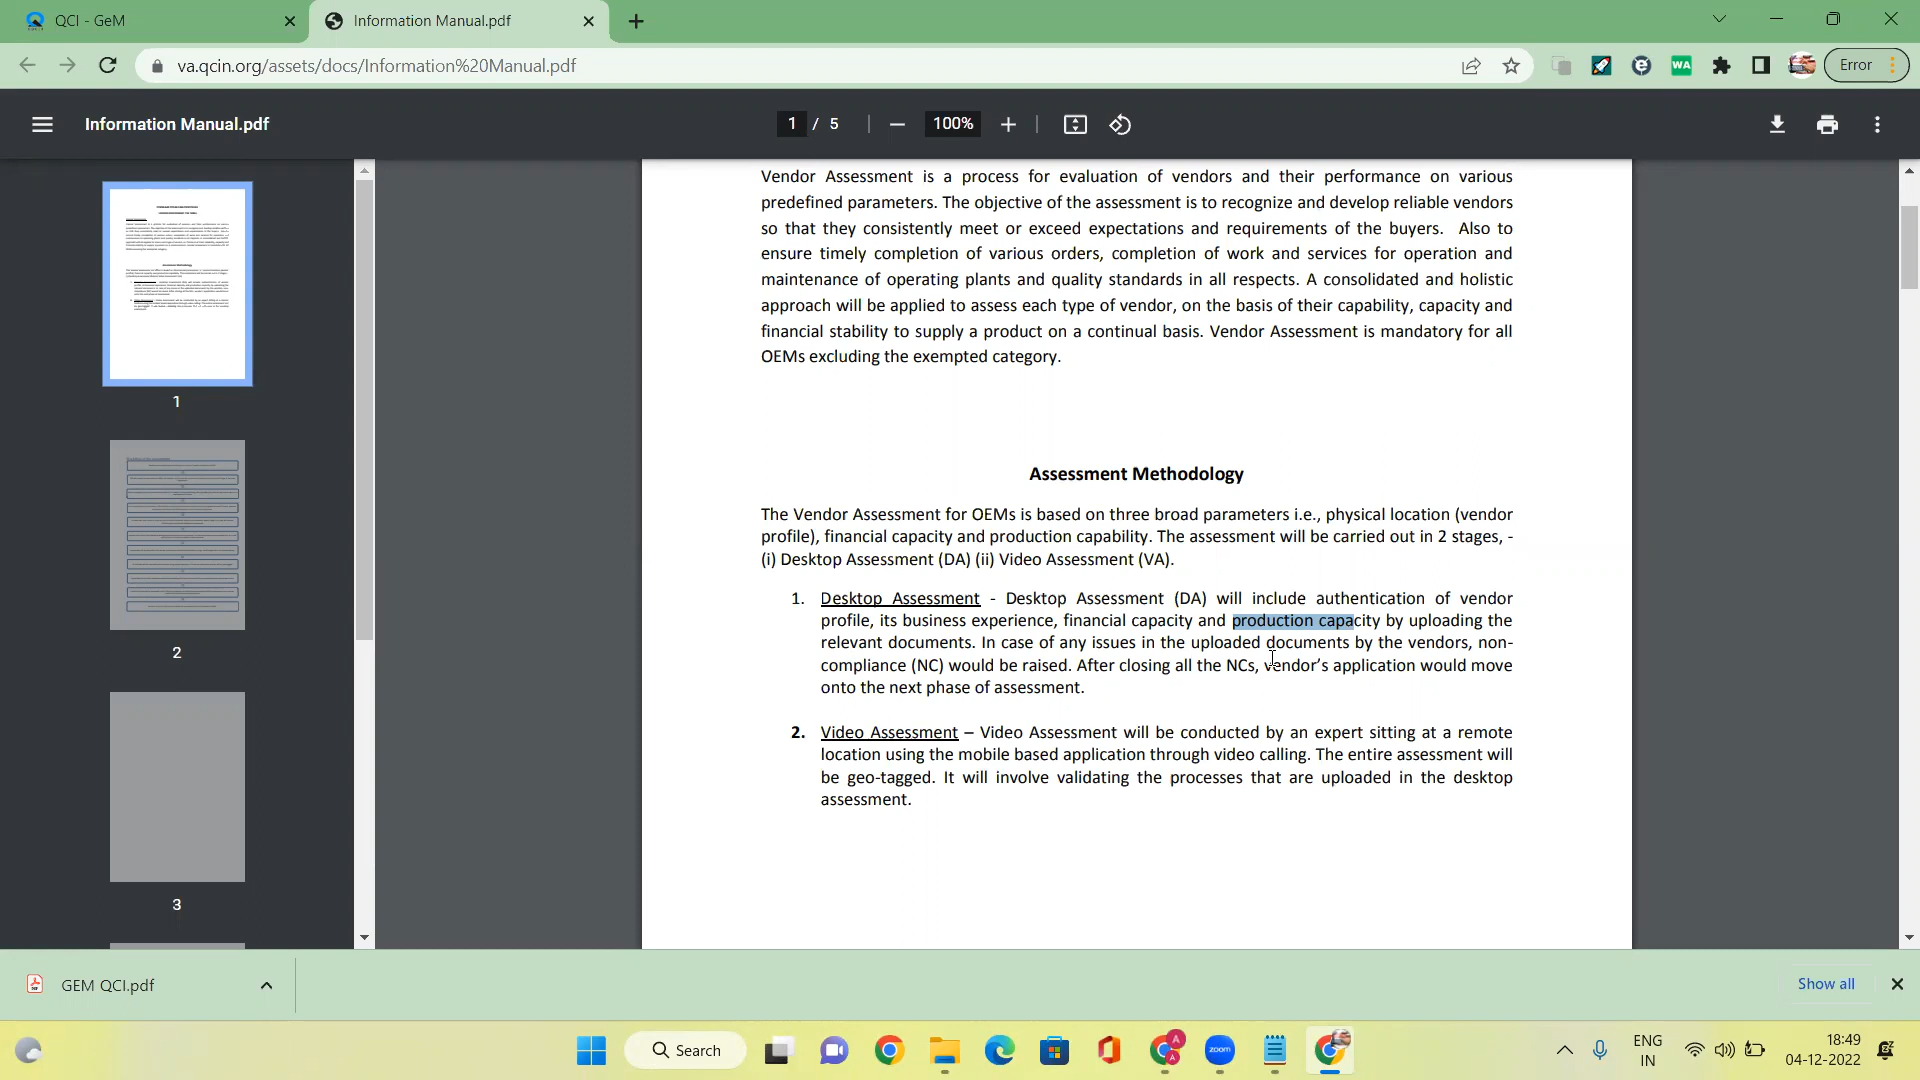 QCI - GeM
Information Manual.pdf
va.qcin.org/assets/docs/Information%20Manual.pdf
WA
Error
Information Manual.pdf
1 / 5
100%
Vendor Assessment is a process for evaluation of vendors and their performance on various
predefined parameters. The objective of the assessment is to recognize and develop reliable vendors
so that they consistently meet or exceed expectations and requirements of the buyers. Also to
ensure timely completion of various orders, completion of work and services for operation and
maintenance of operating plants and quality standards in all respects. A consolidated and holistic
approach will be applied to assess each type of vendor, on the basis of their capability, capacity and
financial stability to supply a product on a continual basis. Vendor Assessment is mandatory for all
OEMs excluding the exempted category.
Assessment Methodology
The Vendor Assessment for OEMs is based on three broad parameters i.e., physical location (vendor
profile), financial capacity and production capability. The assessment will be carried out in 2 stages, -
(i) Desktop Assessment (DA) (ii) Video Assessment (VA).
1. Desktop Assessment - Desktop Assessment (DA) will include authentication of vendor
profile, its business experience, financial capacity and production capacity by uploading the
relevant documents. In case of any issues in the uploaded documents by the vendors, non-
compliance (NC) would be raised. After closing all the NCs, vendor's application would move
onto the next phase of assessment.
2. Video Assessment – Video Assessment will be conducted by an expert sitting at a remote
location using the mobile based application through video calling. The entire assessment will
be geo-tagged. It will involve validating the processes that are uploaded in the desktop
assessment.
1
2
3
GEM QCI.pdf
Show all
Search
zoom
A
A
ENG
IN
18:49
04-12-2022